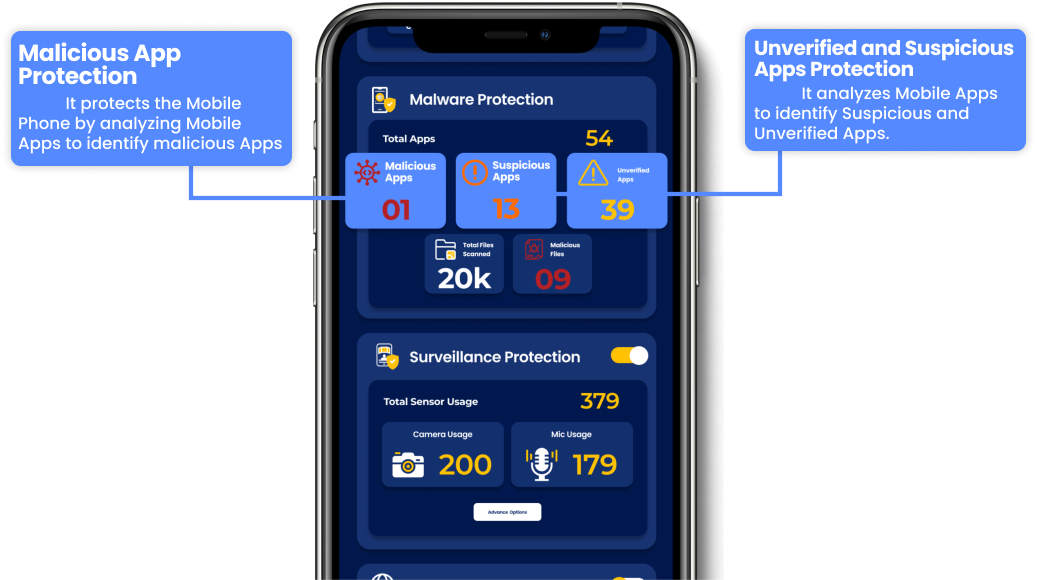 Malicious App
Protection
It protects the Mobile
Phone by analyzing Mobile
Apps to identify malicious Apps
Unverified and Suspicious
Apps Protection
It analyzes Mobile Apps
to identify Suspicious and
Unverified Apps.
Malware Protection
Total Apps 54
Malicious
Apps
01
Suspicious
Apps
13
Unverified
Apps
39
Total Files
Scanned
20k
Malicious
Files
09
Surveillance Protection
Total Sensor Usage 379
Camera Usage
200
Mic Usage
179
Advance Options